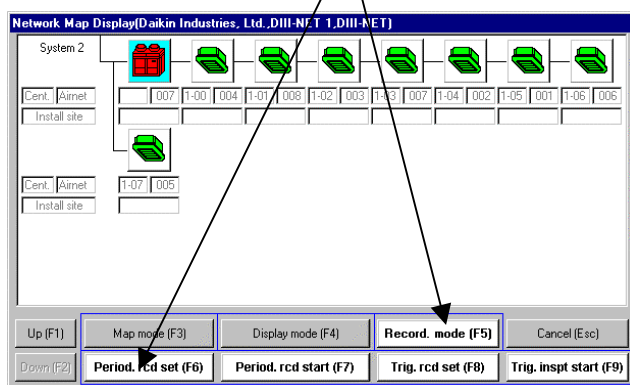 Network Map Display(Daikin Industries, Ltd.,DIII-NET 1,DIII-NET)
System 2
Cent. Airnet 007 1-00 004 1-01 008 1-02 003 1-03 007 1-04 002 1-05 001 1-06 006
Install site
Cent. Airnet 1-07 005
Install site
Up (F1) Map mode (F3) Display mode (F4) Record. mode (F5) Cancel (Esc)
Down (F2) Period. rcd set (F6) Period. rcd start (F7) Trig. rcd set (F8) Trig. inspt start (F9)